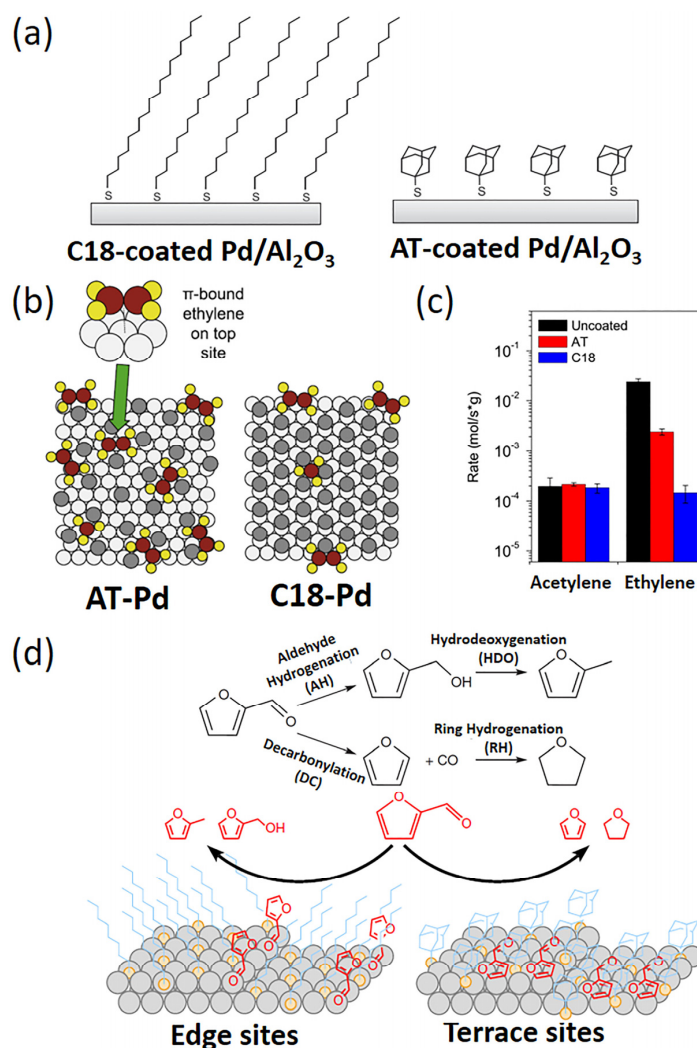 (a)
S S S S S
S S S S
C18-coated Pd/Al₂O₃
AT-coated Pd/Al₂O₃
(b)
π-bound
ethylene
on top
site
AT-Pd
C18-Pd
(c)
Uncoated
AT
C18
Rate (mol/s*g)
10⁻¹
10⁻²
10⁻³
10⁻⁴
10⁻⁵
Acetylene
Ethylene
(d)
Aldehyde
Hydrogenation
(AH)
Hydrodeoxygenation
(HDO)
O
OH
O
O
O
Decarbonylation
(DC)
O
+ CO
Ring Hydrogenation
(RH)
O
O
O
OH
O
O
O
O
Edge sites
Terrace sites